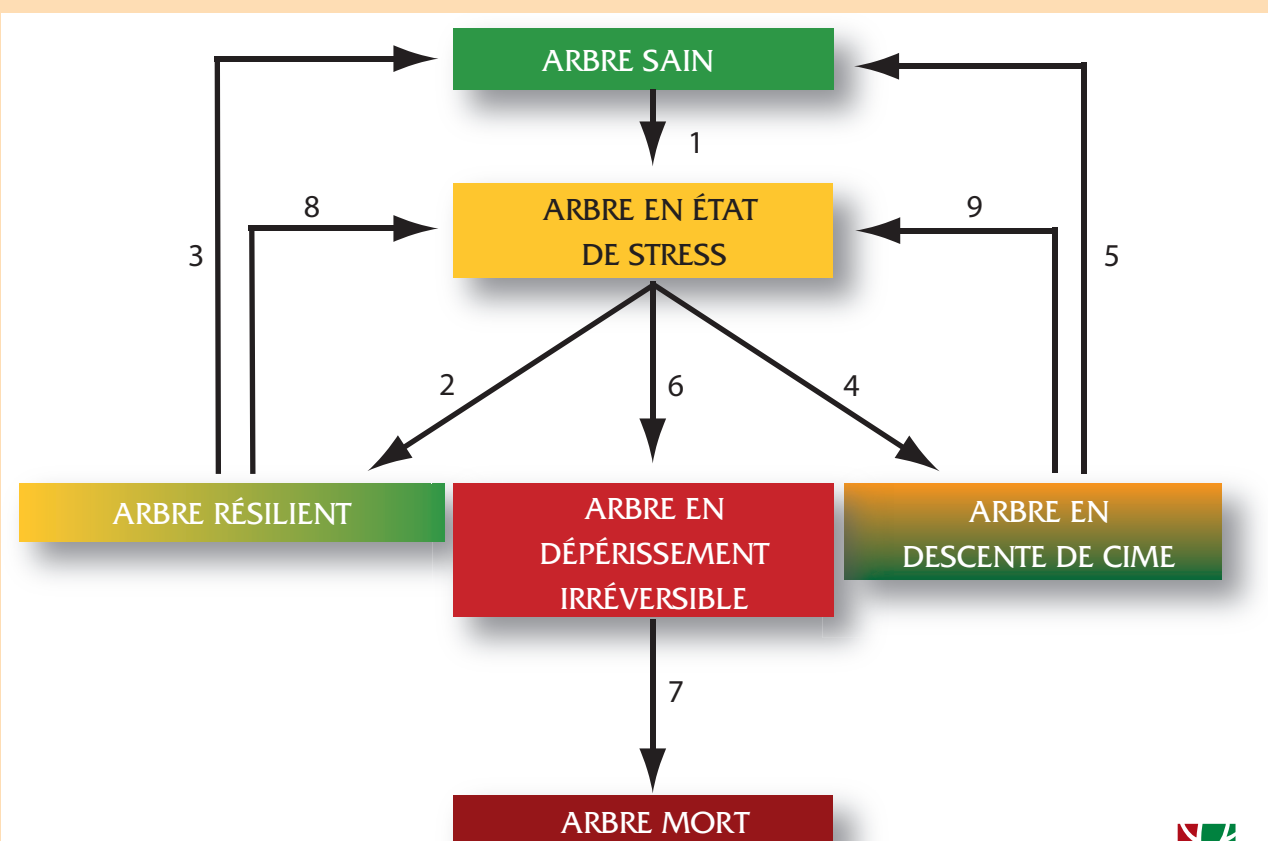 ARBRE SAIN
1
ARBRE EN ÉTAT
DE STRESS
8
9
3
5
2
6
4
ARBRE RÉSILIENT
ARBRE EN
DÉPÉRISSEMENT
IRRÉVERSIBLE
ARBRE EN
DESCENTE DE CIME
7
ARBRE MORT